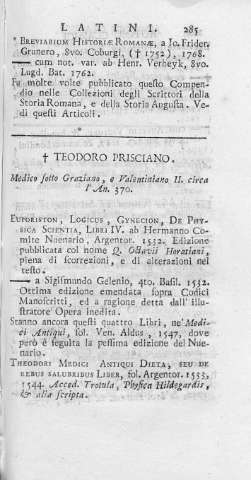 LATINI. 285
* BREVIARIUM HISTORIÆ ROMANÆ, a Jo. Frider.
Grunero, 8vo. Coburgi, († 1752), 1768.
—— cum not. var. ab Henr. Verheyk, 8vo.
Lugd. Bat. 1762.
Fu molte volte pubblicato questo Compen-
dio nelle Collezioni degli Scrittori della
Storia Romana, e della Storia Augusta. Ve-
di questi Articoli.
† TEODORO PRISCIANO.
Medico sotto Graziano, e Valentiniano II. circa
l'An. 370.
EUPORISTON, LOGICUS, GYNECION, DE PHY-
SICA SCIENTIA, LIBRI IV. ab Hermanno Co-
mite Nuenario, Argentor. 1532. Edizione
pubblicata col nome Q. Octavii Horatiani,
piena di scorrezioni, e di alterazioni nel
testo.
—— a Sigismundo Gelenio, 4to. Basil. 1532.
Ottima edizione emendata sopra Codici
Manoscritti, ed a ragione detta dall' illu-
stratore Opera inedita.
Stanno ancora questi quattro Libri, ne' Medi-
ci Antiqui, fol. Ven. Aldus, 1547, dove
però è seguita la pessima edizione del Nue-
nario.
THEODORI MEDICI ANTIQUI DIETA, SEU DE
REBUS SALUBRIBUS LIBER, fol. Argentor. 1533,
1544. Acced. Trotula, Physica Hildegardis,
& alia scripta.